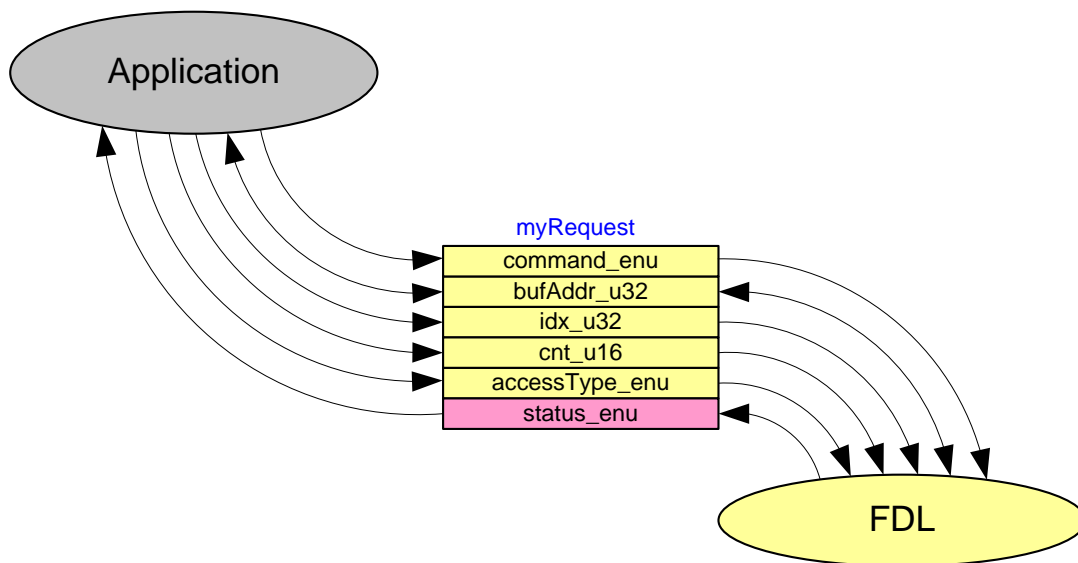 Application
myRequest
command_enu
bufAddr_u32
idx_u32
cnt_u16
accessType_enu
status_enu
FDL